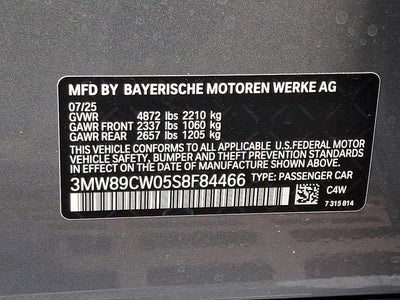 MFD BY BAYERISCHE MOTOREN WERKE AG
07/25
GVWR 4872 lbs 2210 kg
GAWR FRONT 2337 lbs 1060 kg
GAWR REAR 2657 lbs 1205 kg
THIS VEHICLE CONFORMS TO ALL APPLICABLE U.S.FEDERAL MOTOR
VEHICLE SAFETY, BUMPER AND THEFT PREVENTION STANDARDS
IN EFFECT ON THE DATE OF MANUFACTURE SHOWN ABOVE.
3MW89CW05S8F84466 TYPE: PASSENGER CAR
C4W
7 315 814